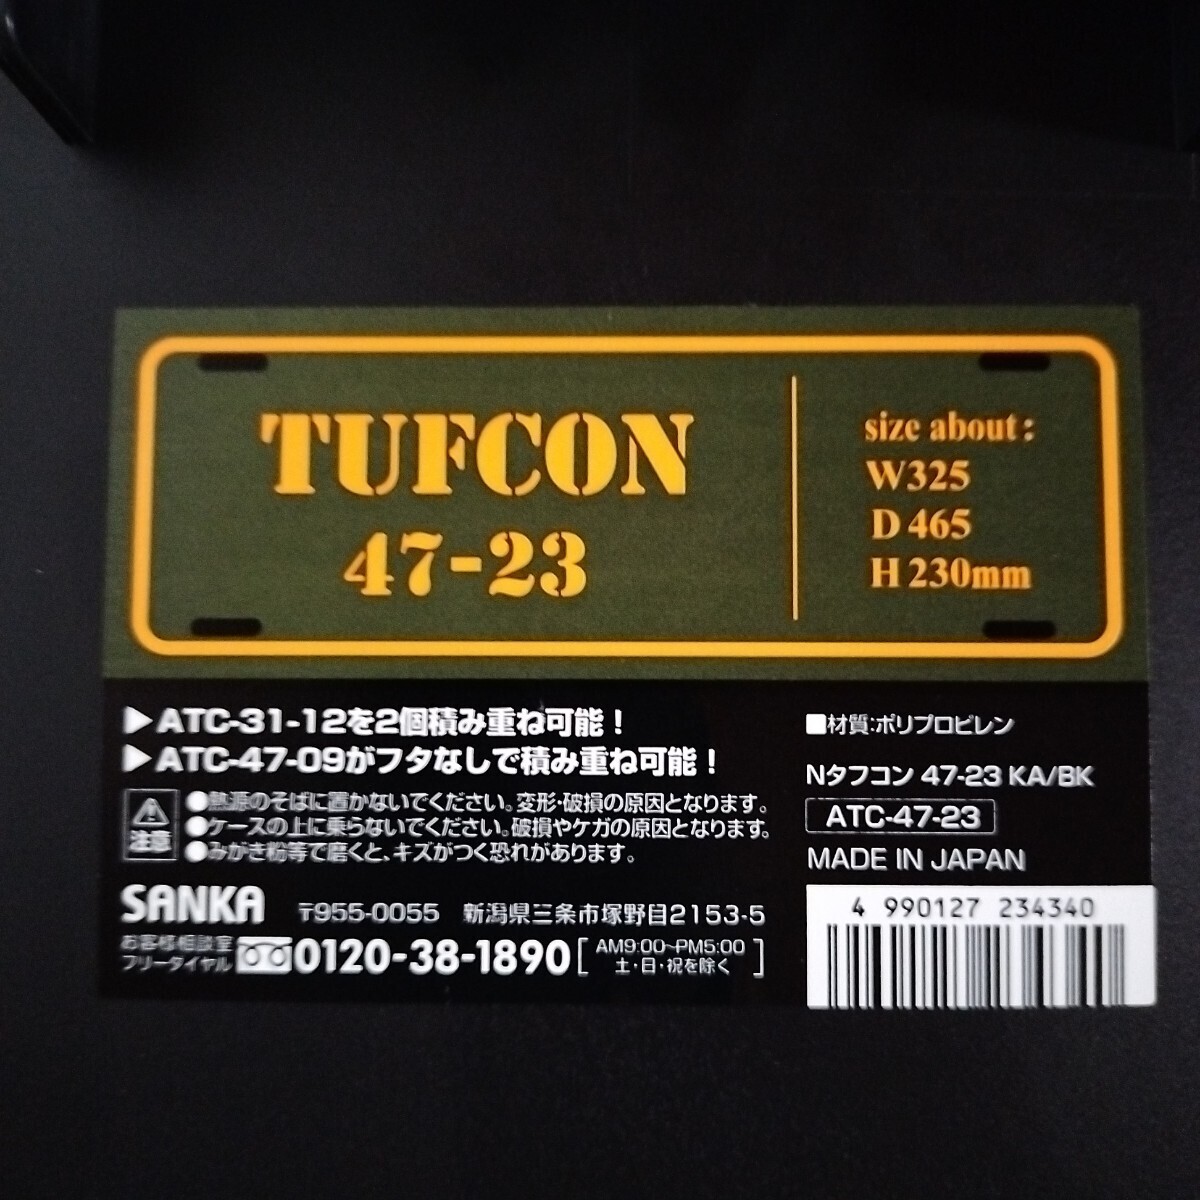 TUFCON
47-23
size about:
W325
D 465
H 230mm
▶ATC-31-12を2個積み重ね可能！
▶ATC-47-09がフタなしで積み重ね可能！
注意
●熱源のそばに置かないでください。変形・破損の原因となります。
●ケースの上に乗らないでください。破損やケガの原因となります。
●みがき粉等で磨くと、キズがつく恐れがあります。
SANKA 〒955-0055 新潟県三条市塚野目2153-5
お客様相談室
フリーダイヤル 0120-38-1890 [AM9:00~PM5:00
土・日・祝を除く]
■材質:ポリプロピレン
Nタフコン 47-23 KA/BK
ATC-47-23
MADE IN JAPAN
4 990127 234340